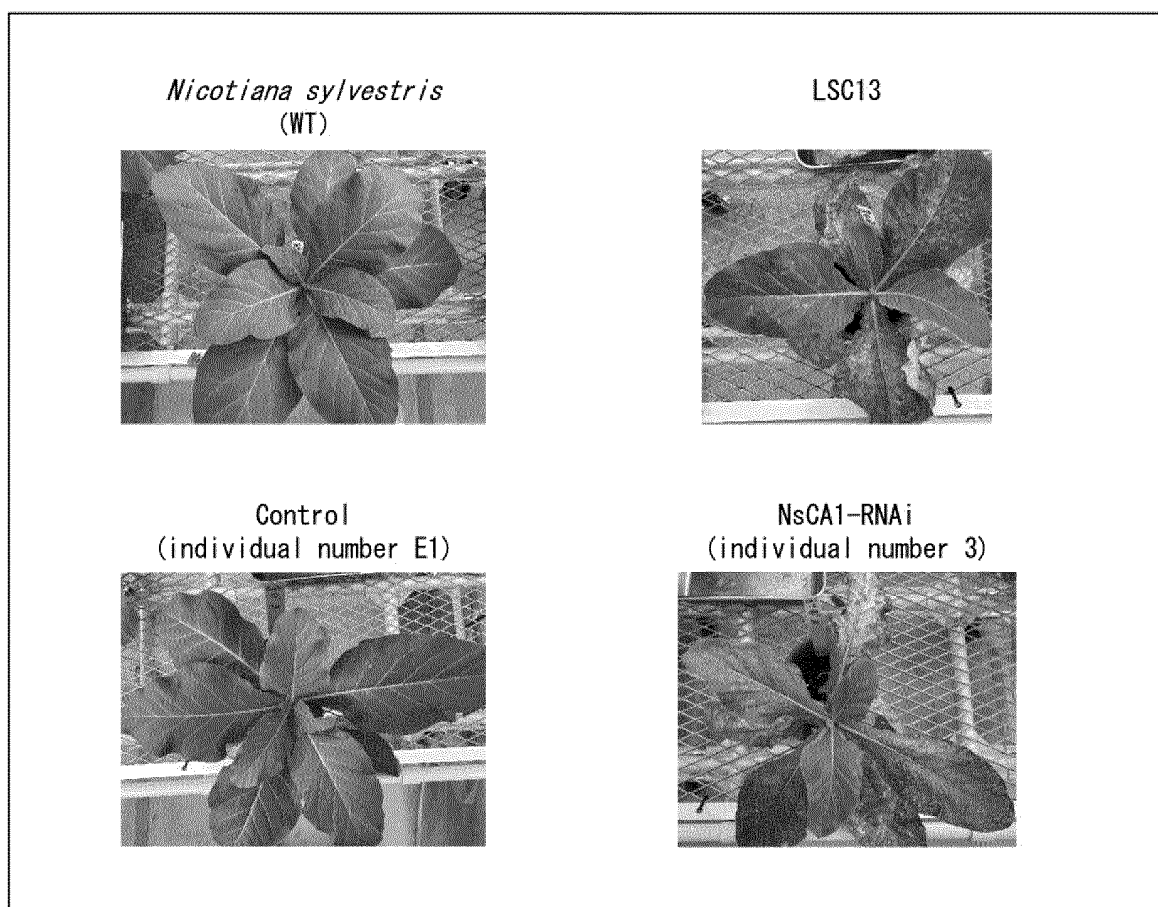 Nicotiana sylvestris
(WT)
LSC13
Control
(individual number E1)
NsCA1-RNAi
(individual number 3)